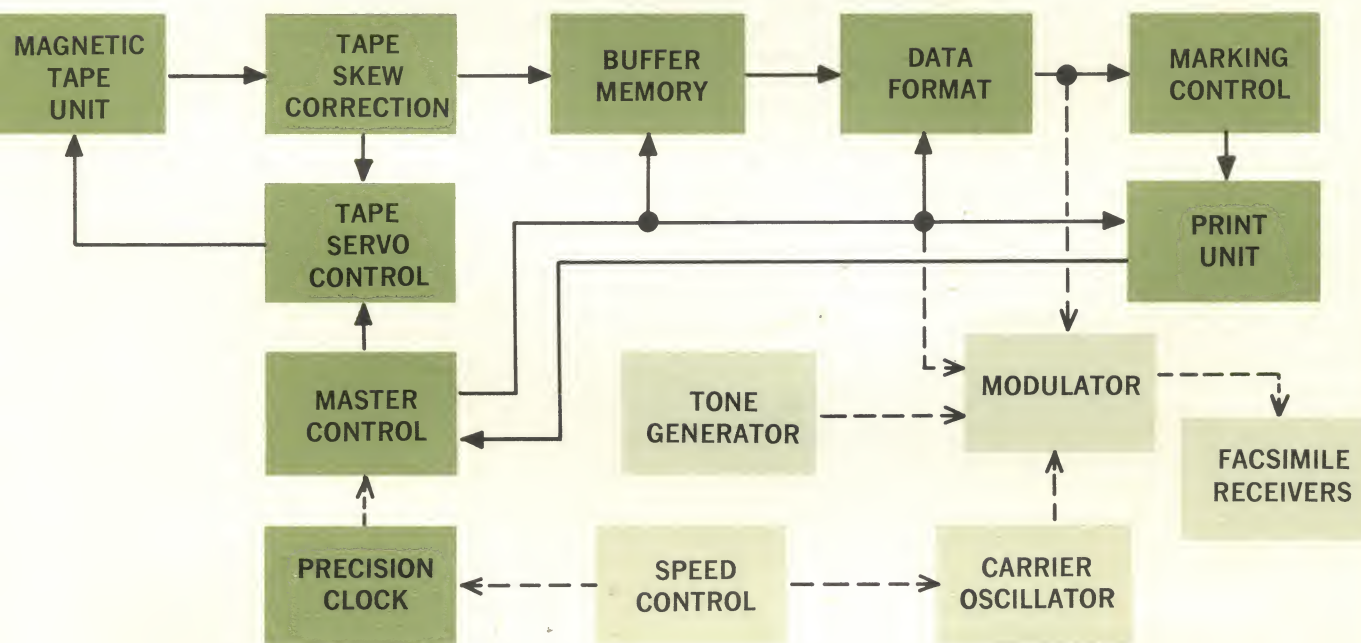 MAGNETIC
TAPE
UNIT
TAPE
SKEW
CORRECTION
BUFFER
MEMORY
DATA
FORMAT
MARKING
CONTROL
TAPE
SERVO
CONTROL
PRINT
UNIT
MASTER
CONTROL
TONE
GENERATOR
MODULATOR
FACSIMILE
RECEIVERS
PRECISION
CLOCK
SPEED
CONTROL
CARRIER
OSCILLATOR